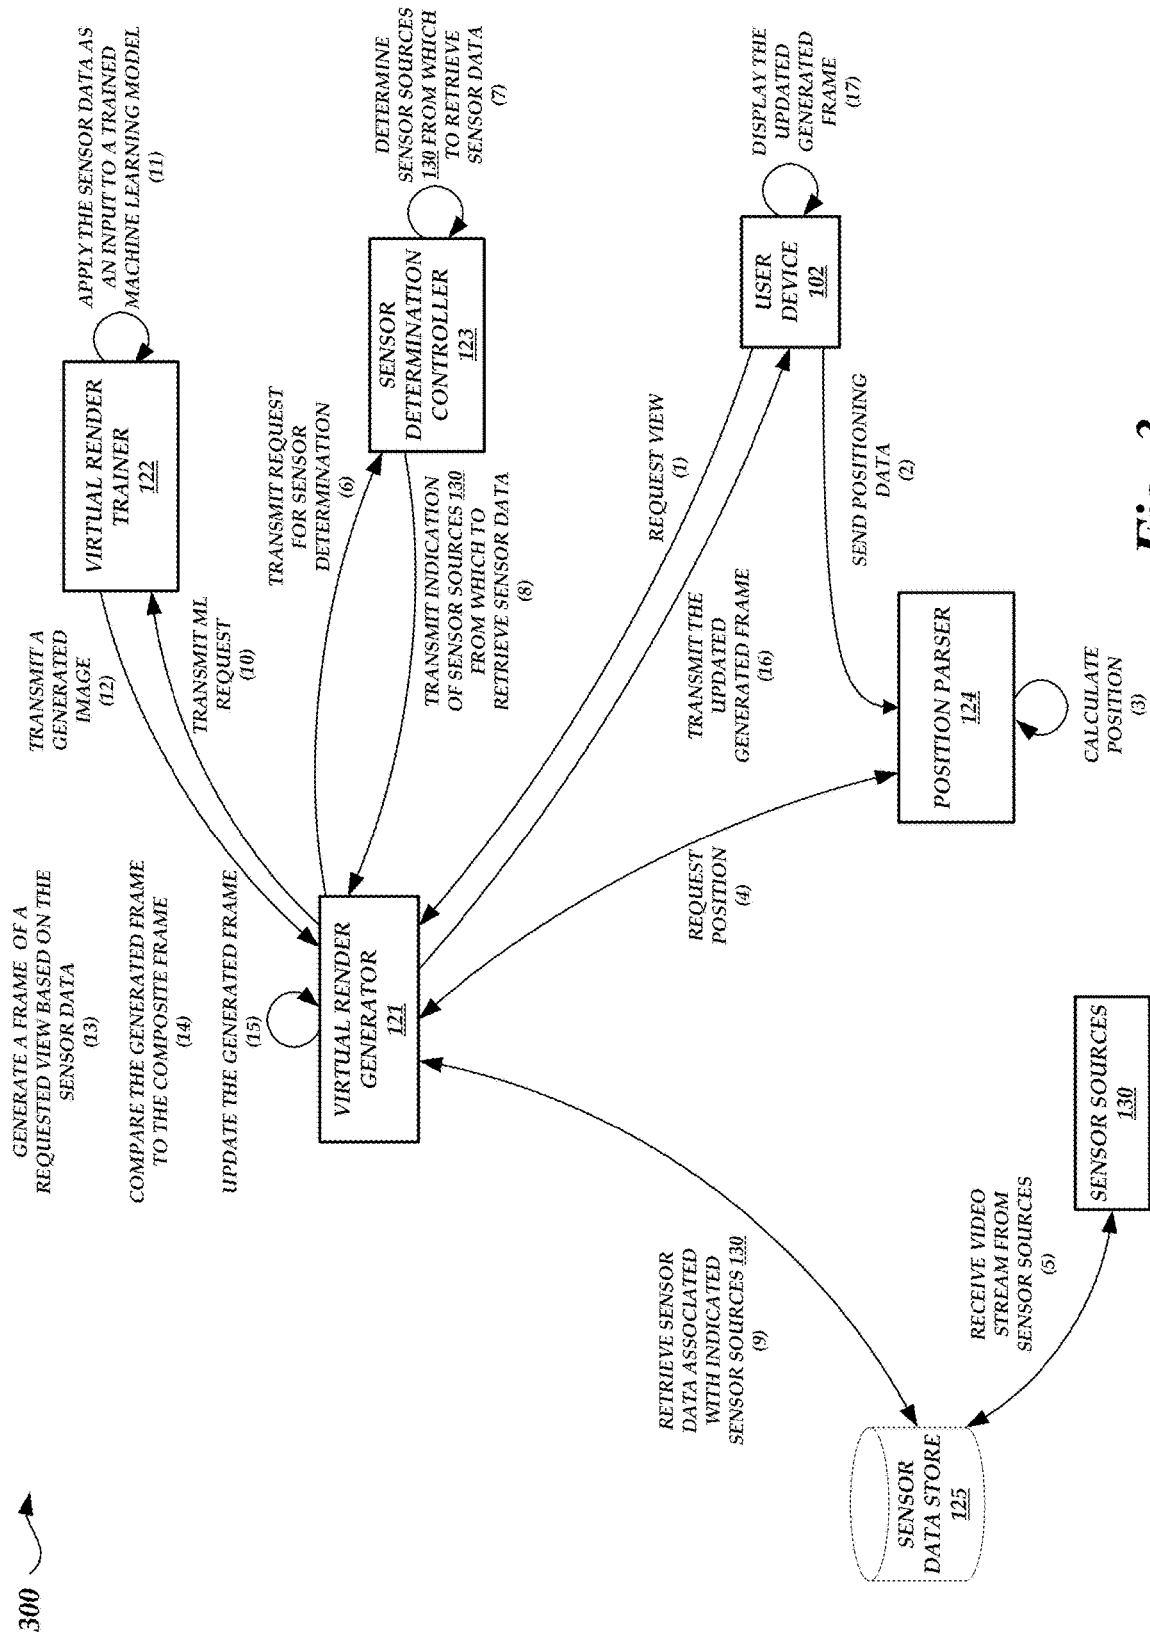 300
GENERATE A FRAME OF A
REQUESTED VIEW BASED ON THE
SENSOR DATA
(13)
COMPARE THE GENERATED FRAME
TO THE COMPOSITE FRAME
(14)
UPDATE THE GENERATED FRAME
(15)
TRANSMIT A
GENERATED
IMAGE
(12)
TRANSMIT ML
REQUEST
(10)
VIRTUAL RENDER
TRAINER
122
APPLY THE SENSOR DATA AS
AN INPUT TO A TRAINED
MACHINE LEARNING MODEL
(11)
TRANSMIT REQUEST
FOR SENSOR
DETERMINATION
(6)
SENSOR
DETERMINATION
CONTROLLER
123
DETERMINE
SENSOR SOURCES
130 FROM WHICH
TO RETRIEVE
SENSOR DATA
(7)
TRANSMIT INDICATION
OF SENSOR SOURCES 130
FROM WHICH TO
RETRIEVE SENSOR DATA
(8)
VIRTUAL RENDER
GENERATOR
121
REQUEST VIEW
(1)
TRANSMIT THE
UPDATED
GENERATED FRAME
(16)
USER
DEVICE
102
DISPLAY THE
UPDATED
GENERATED
FRAME
(17)
SEND POSITIONING
DATA
(2)
REQUEST
POSITION
(4)
POSITION PARSER
124
CALCULATE
POSITION
(3)
RETRIEVE SENSOR
DATA ASSOCIATED
WITH INDICATED
SENSOR SOURCES 130
(9)
SENSOR
DATA STORE
125
RECEIVE VIDEO
STREAM FROM
SENSOR SOURCES
(5)
SENSOR SOURCES
130